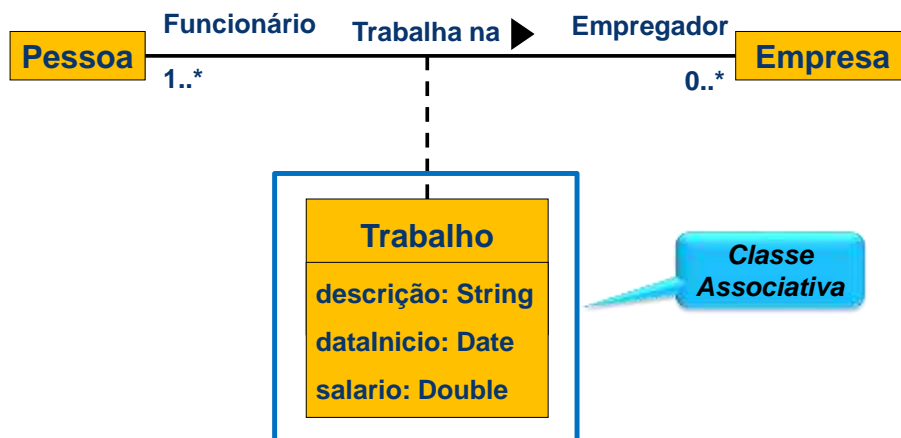 Funcionário
Trabalha na
Empregador
Pessoa
Empresa
1..*
0..*
Trabalho
descrição: String
dataInicio: Date
salario: Double
Classe
Associativa